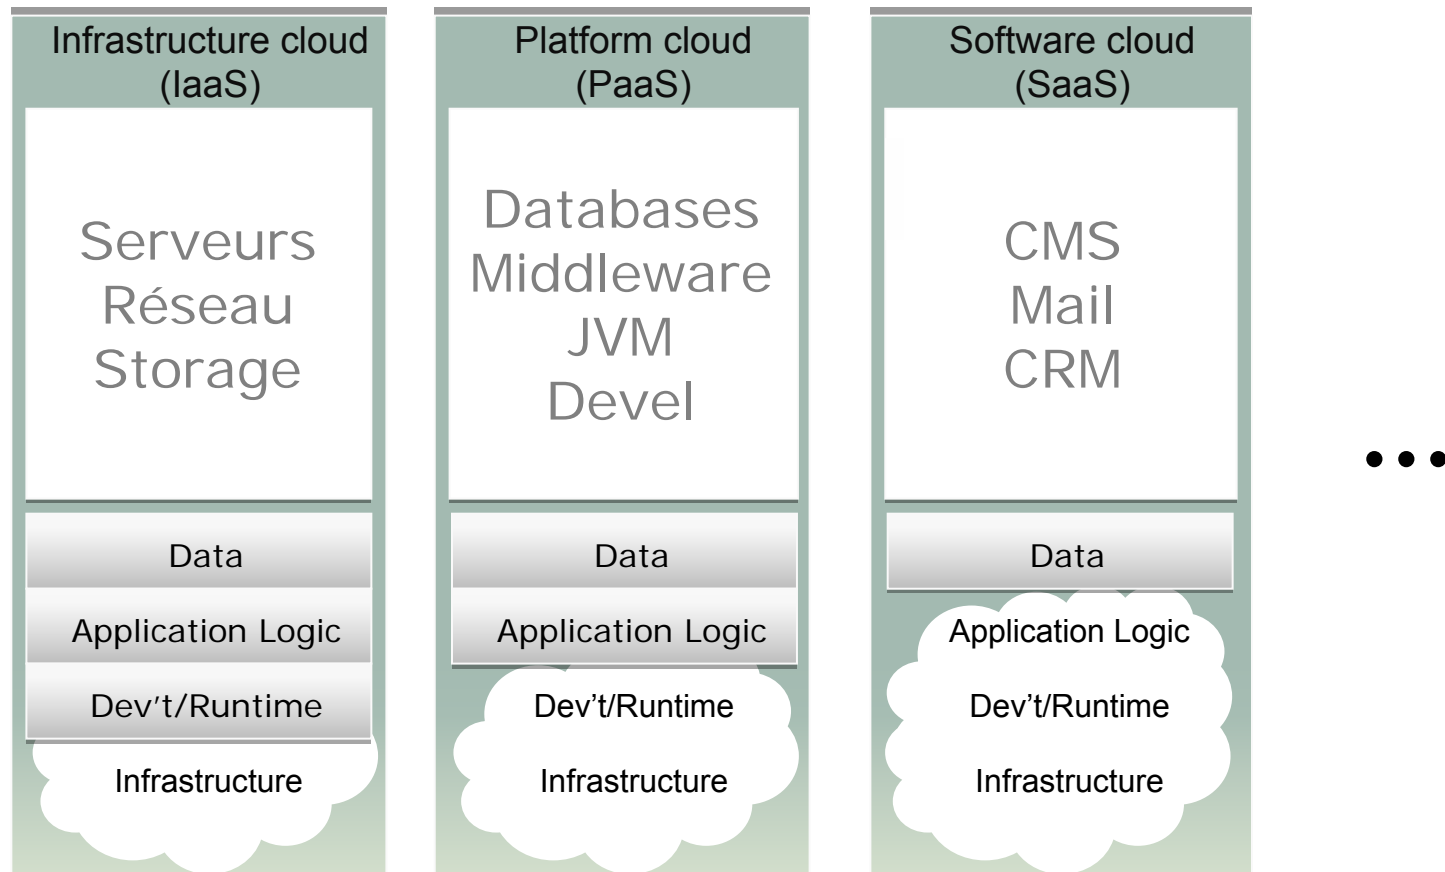 Infrastructure cloud
(IaaS)
Serveurs
Réseau
Storage
Data
Application Logic
Dev't/Runtime
Infrastructure
Platform cloud
(PaaS)
Databases
Middleware
JVM
Devel
Data
Application Logic
Dev’t/Runtime
Infrastructure
Software cloud
(SaaS)
CMS
Mail
CRM
Data
Application Logic
Dev’t/Runtime
Infrastructure
...